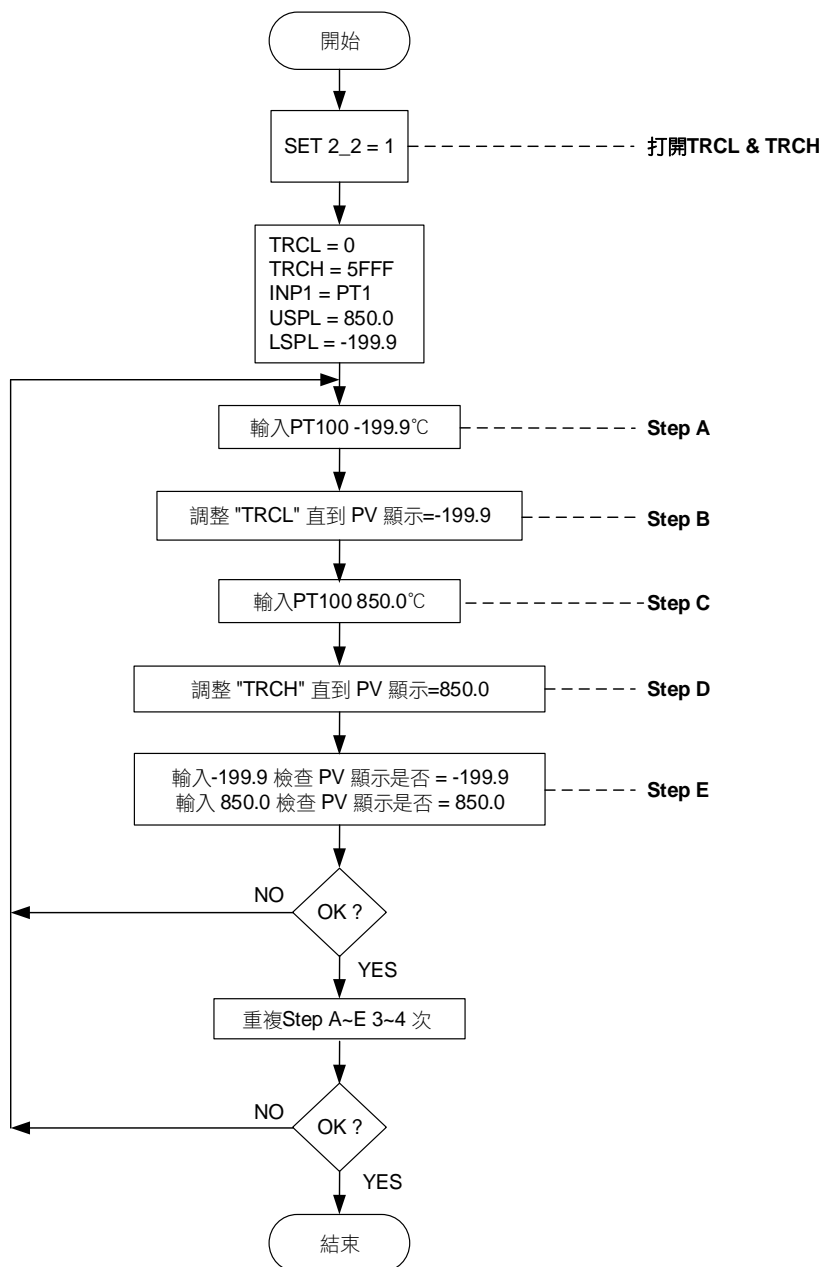 開始
SET 2_2 = 1
打開TRCL & TRCH
TRCL = 0
TRCH = 5FFF
INP1 = PT1
USPL = 850.0
LSPL = -199.9
輸入PT100 -199.9℃
Step A
調整 "TRCL" 直到 PV 顯示=-199.9
Step B
輸入PT100 850.0℃
Step C
調整 "TRCH" 直到 PV 顯示=850.0
Step D
輸入-199.9 檢查 PV 顯示是否 = -199.9
輸入 850.0 檢查 PV 顯示是否 = 850.0
Step E
NO
OK ?
YES
重複Step A~E 3~4 次
NO
OK ?
YES
結束